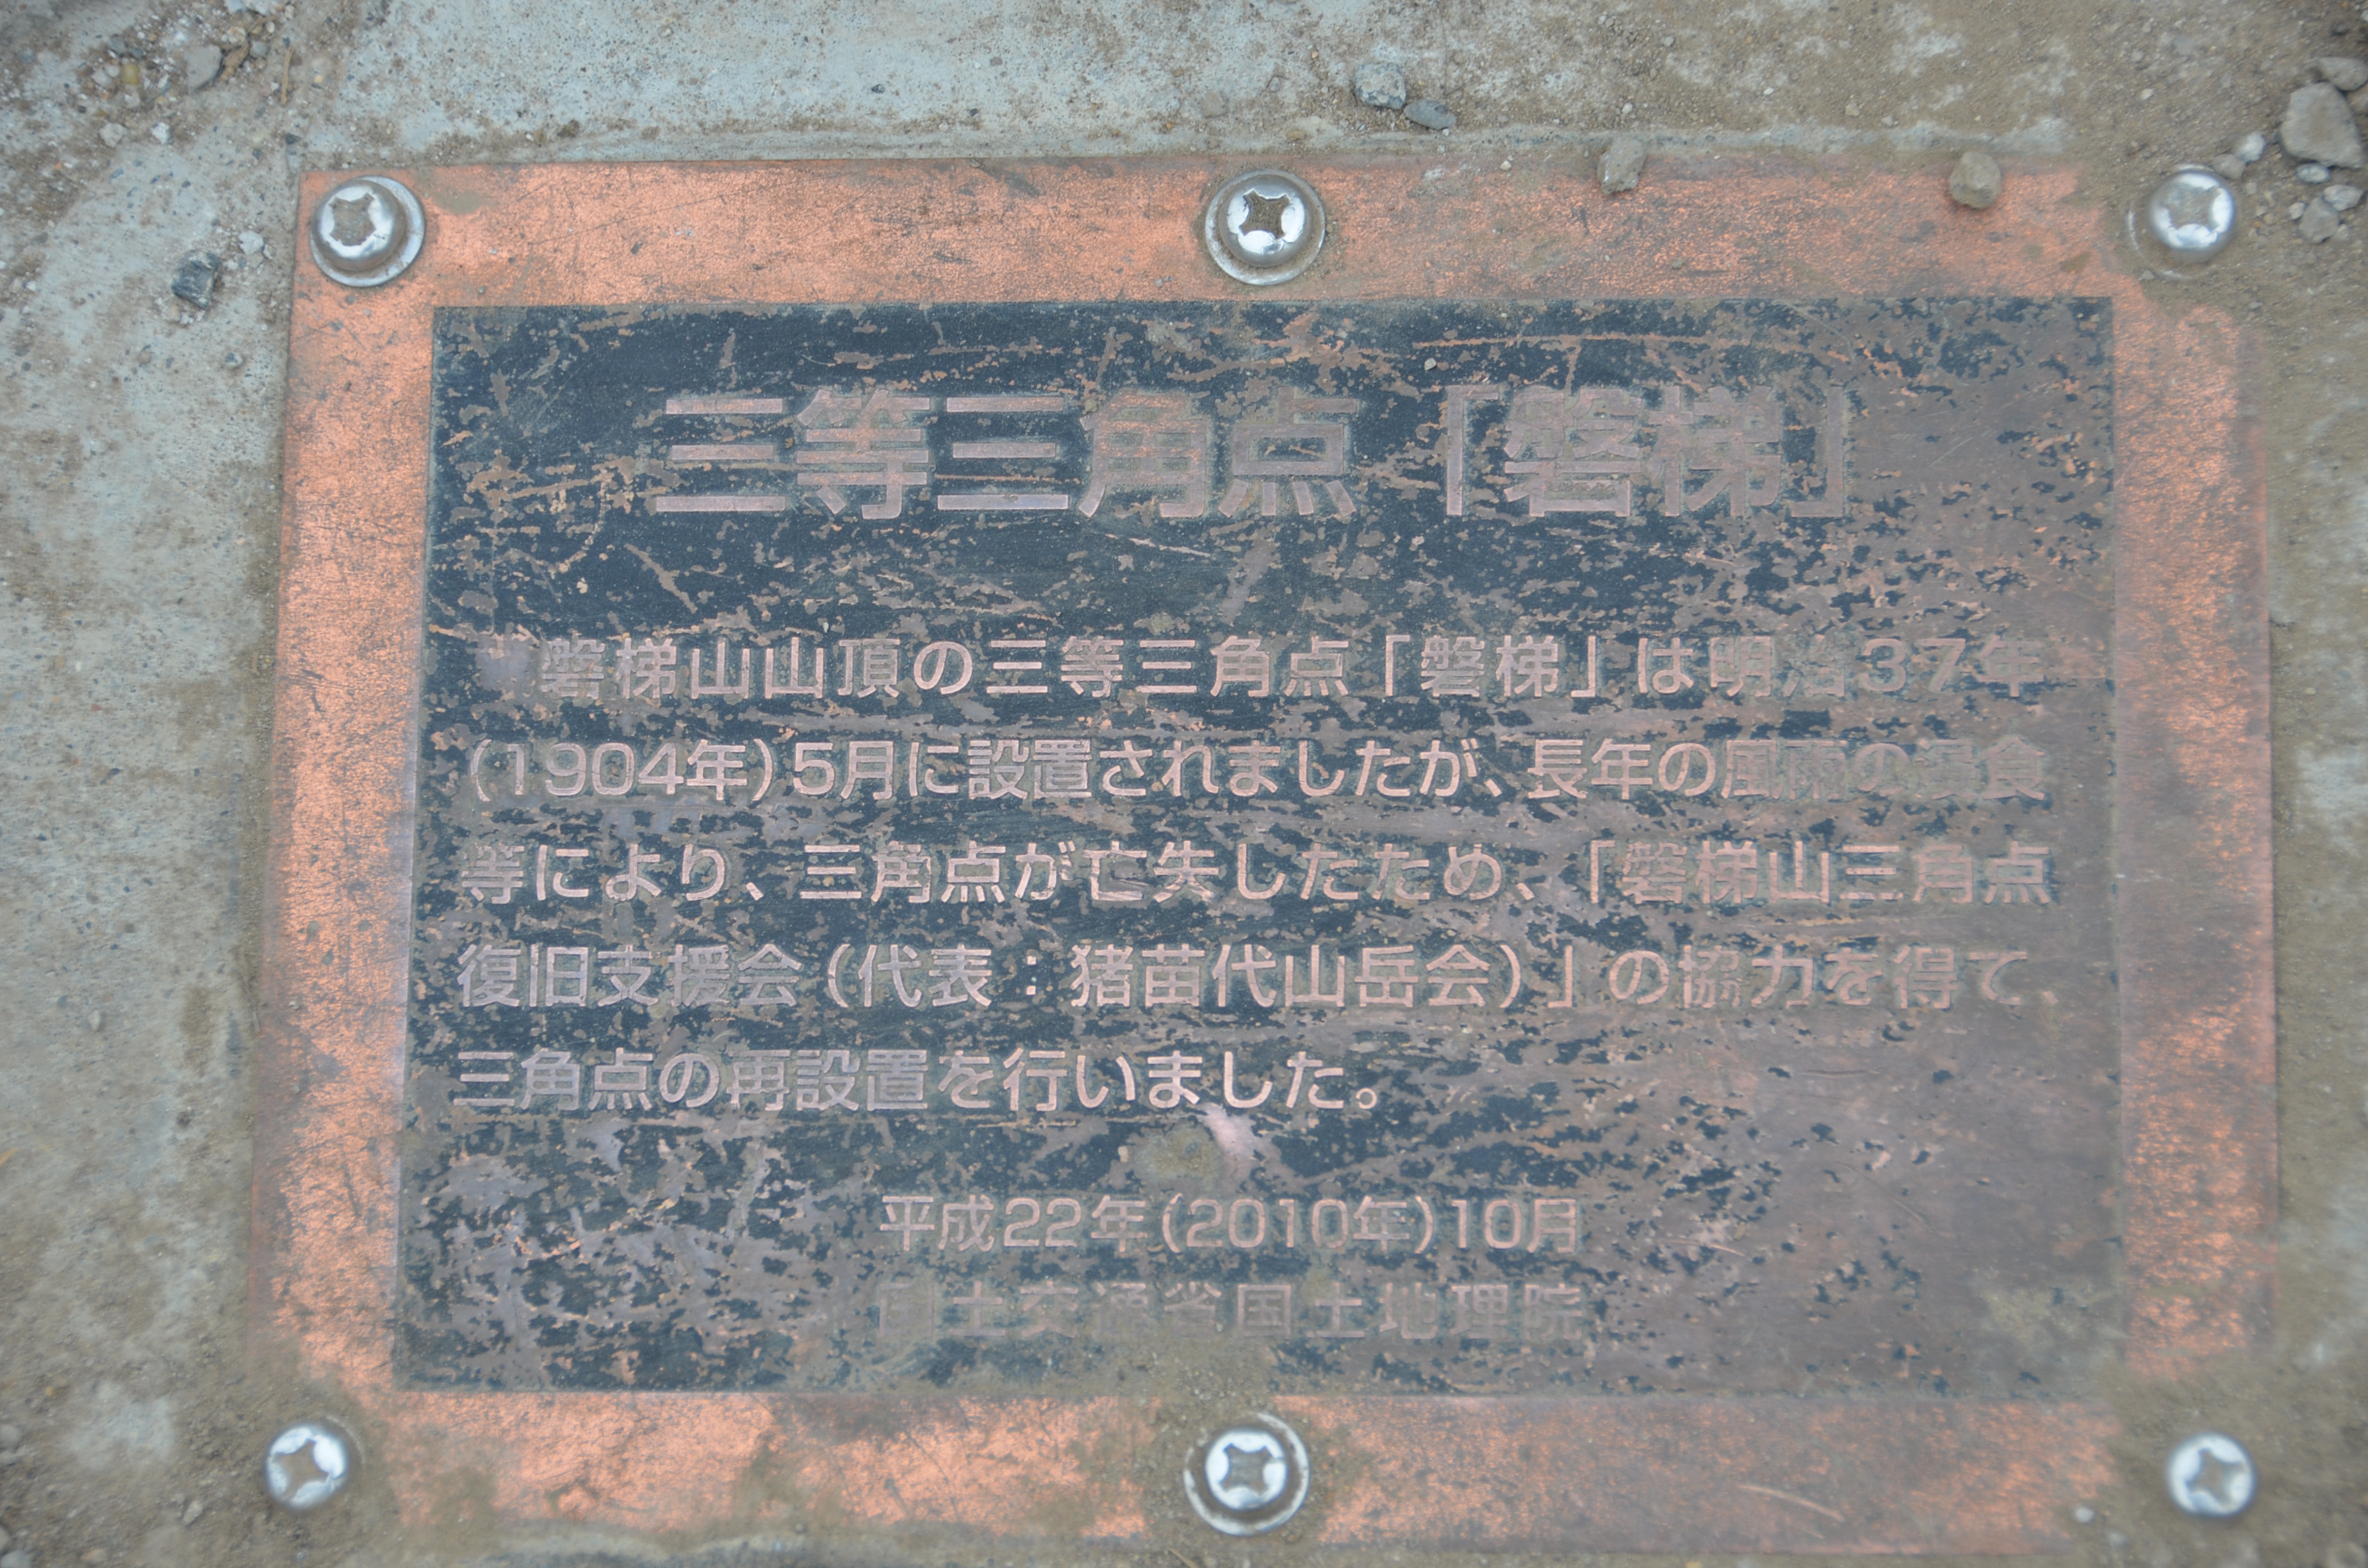 三等三角点「磐梯」
磐梯山山頂の三等三角点「磐梯」は明治37年
(1904年)5月に設置されましたが、長年の風雨の浸食
等により、三角点が亡失したため、「磐梯山三角点
復旧支援会(代表：猪苗代山岳会)」の協力を得て、
三角点の再設置を行いました。
平成22年(2010年)10月
国土交通省国土地理院